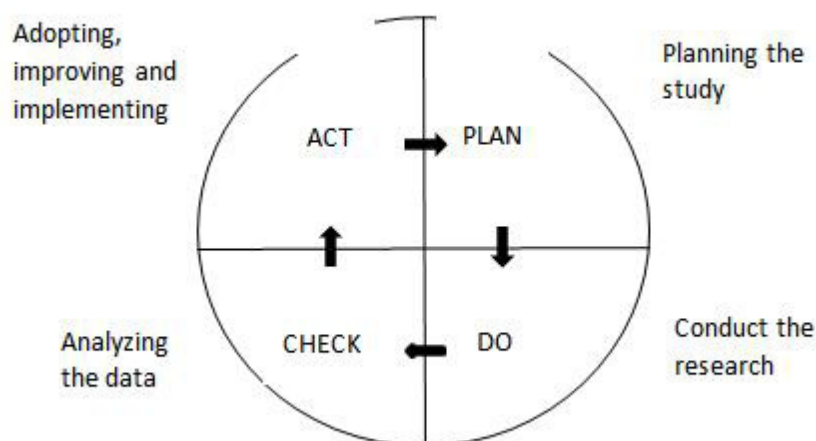 Adopting,
improving and
implementing
Planning the
study
ACT
PLAN
CHECK
DO
Analyzing
the data
Conduct the
research